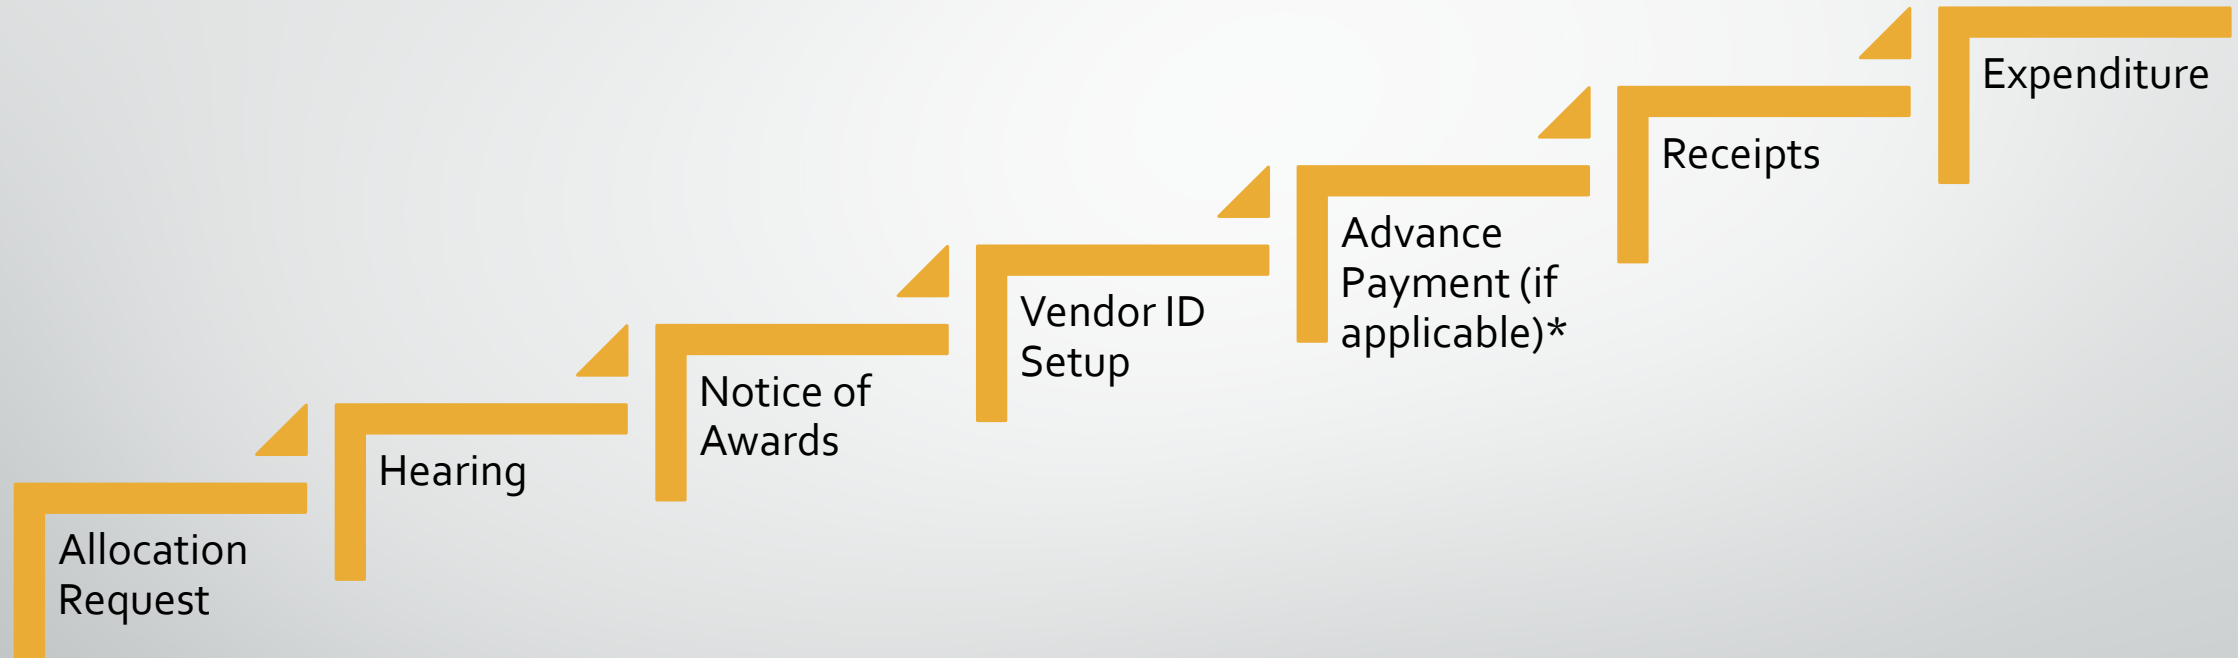 Allocation
Request
Hearing
Notice of
Awards
Vendor ID
Setup
Advance
Payment (if
applicable)*
Receipts
Expenditure